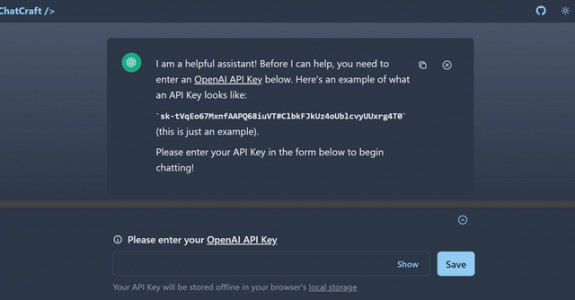 ChatCraft />
I am a helpful assistant! Before I can help, you need to
enter an OpenAI API Key below. Here's an example of what
an API Key looks like:
`sk-tVqEo67MxnfAAPQ68iuVT#ClbkFJkUz4oUblcvyUUxrg4T0`
(this is just an example).
Please enter your API Key in the form below to begin
chatting!
Please enter your OpenAI API Key
Show
Save
Your API Key will be stored offline in your browser's local storage